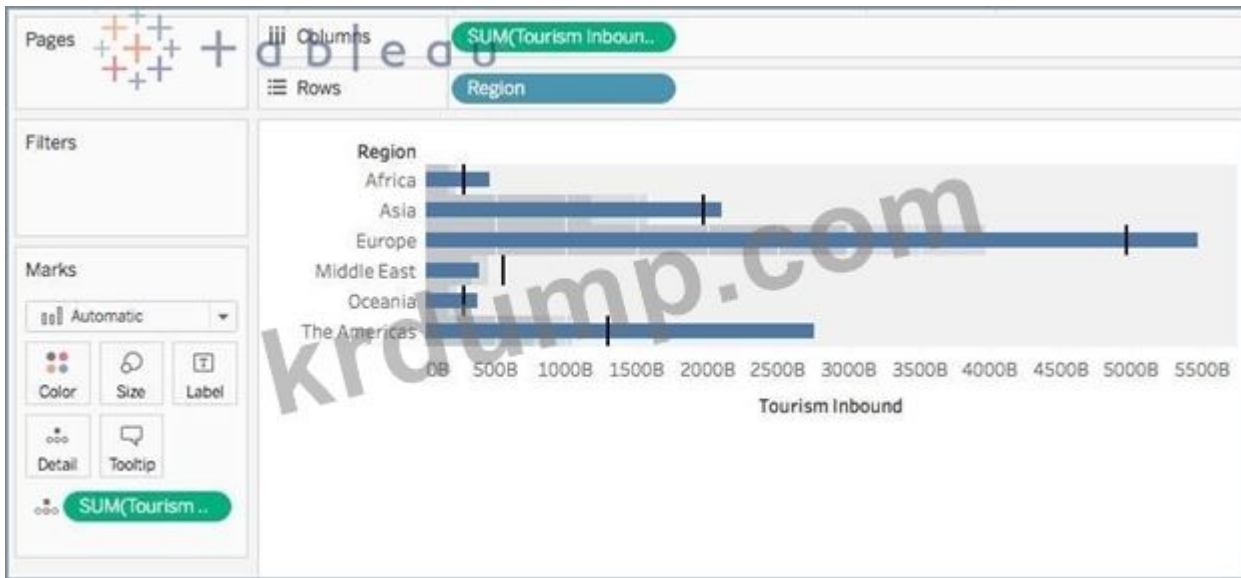 Pages
+ a b | e a u
Columns
SUM(Tourism Inboun..
Rows
Region
Filters
Marks
Automatic
Color
Size
Label
Detail
Tooltip
SUM(Tourism ..
Region
Africa
Asia
Europe
Middle East
Oceania
The Americas
0B 500B 1000B 1500B 2000B 2500B 3000B 3500B 4000B 4500B 5000B 5500B
Tourism Inbound
krdump.com